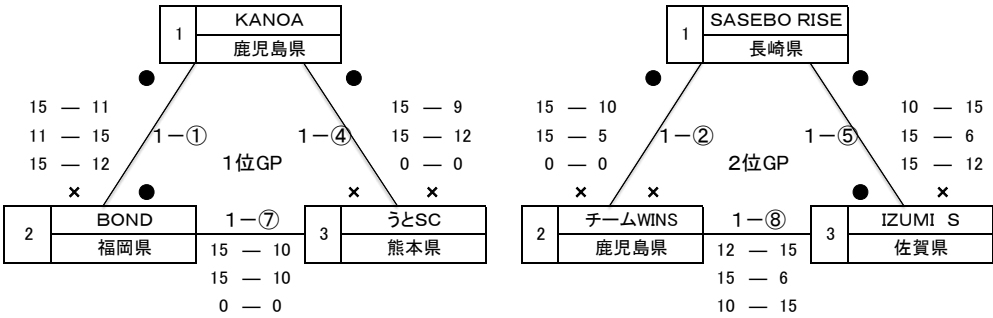 1 KANOA
鹿児島県
● ●
15 ― 11
11 ― 15
15 ― 12
1－①
1－④
15 ― 9
15 ― 12
0 ― 0
1位GP
× ● × ×
2 BOND
福岡県
1－⑦
15 ― 10
15 ― 10
0 ― 0
3 うとSC
熊本県
1 SASEBO RISE
長崎県
● ●
15 ― 10
15 ― 5
0 ― 0
1－②
1－⑤
10 ― 15
15 ― 6
15 ― 12
2位GP
× × ● ×
2 チームWINS
鹿児島県
1－⑧
12 ― 15
15 ― 6
10 ― 15
3 IZUMI S
佐賀県